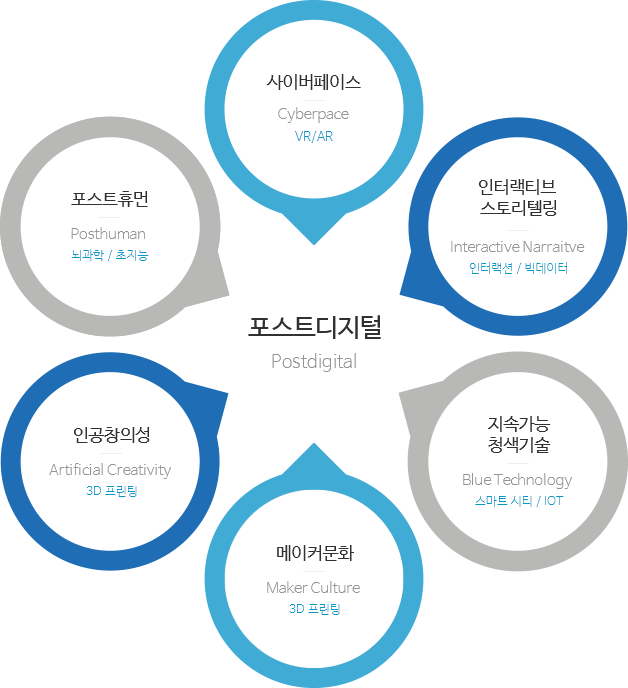 사이버페이스
Cyberpace
VR/AR
포스트휴먼
Posthuman
뇌과학 / 초지능
인터랙티브
스토리텔링
Interactive Narraitve
인터랙션 / 빅데이터
포스트디지털
Postdigital
인공창의성
Artificial Creativity
3D 프린팅
지속가능
청색기술
Blue Technology
스마트 시티 / IOT
메이커문화
Maker Culture
3D 프린팅